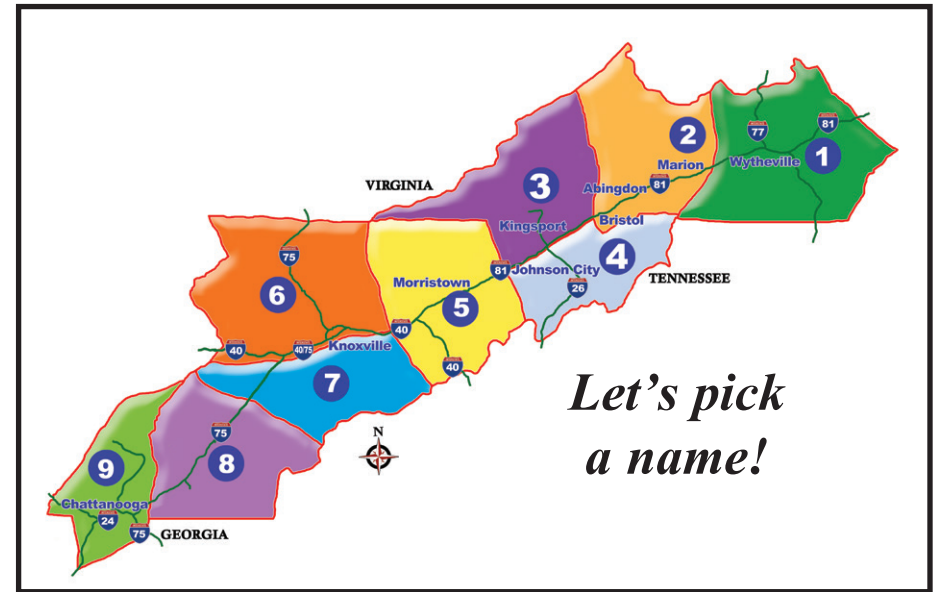 2
77
81
1
Marion
Wytheville
3
VIRGINIA
Abingdon
81
Kingsport
Bristol
4
75
81
Johnson City
TENNESSEE
Morristown
26
6
5
40
40/75
Knoxville
40
40
7
Let's pick
a name!
N
75
9
8
Chattanooga
24
75
GEORGIA